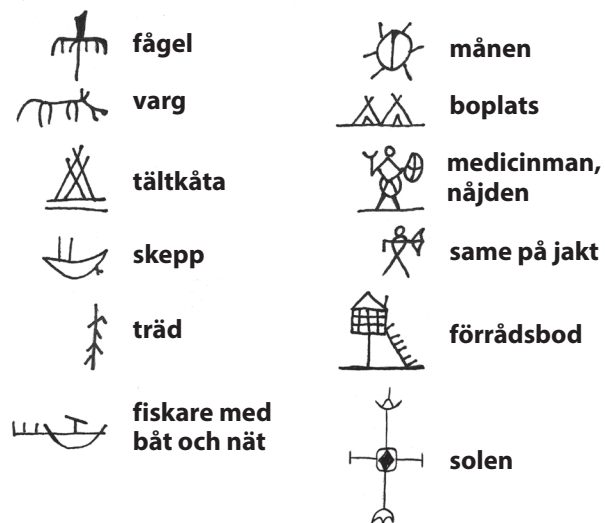 fågel
varg
tältkåta
skepp
träd
fiskare med
båt och nät
månen
boplats
medicinman,
nåjden
same på jakt
förrådsbod
solen